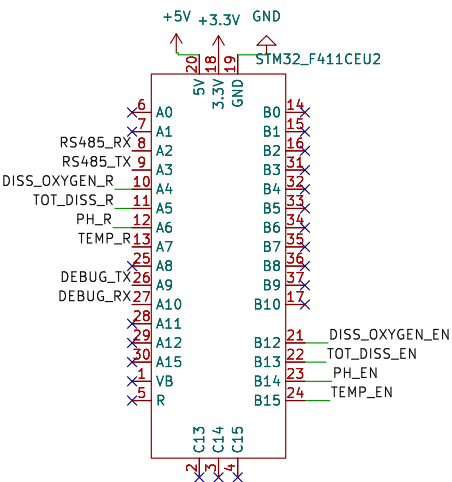 +5V +3.3V GND
STM32_F411CEU2
20 18 19
5V 3.3V GND
6 A0 B0 14
7 A1 B1 15
RS485_RX 8 A2 B2 16
RS485_TX 9 A3 B3 31
DISS_OXYGEN_R 10 A4 B4 32
TOT_DISS_R 11 A5 B5 33
PH_R 12 A6 B6 34
TEMP_R 13 A7 B7 35
25 A8 B8 36
DEBUG_TX 26 A9 B9 37
DEBUG_RX 27 A10 B10 17
28 A11
29 A12 B12 21 DISS_OXYGEN_EN
30 A15 B13 22 TOT_DISS_EN
1 VB B14 23 PH_EN
5 R B15 24 TEMP_EN
C13 C14 C15
2 3 4